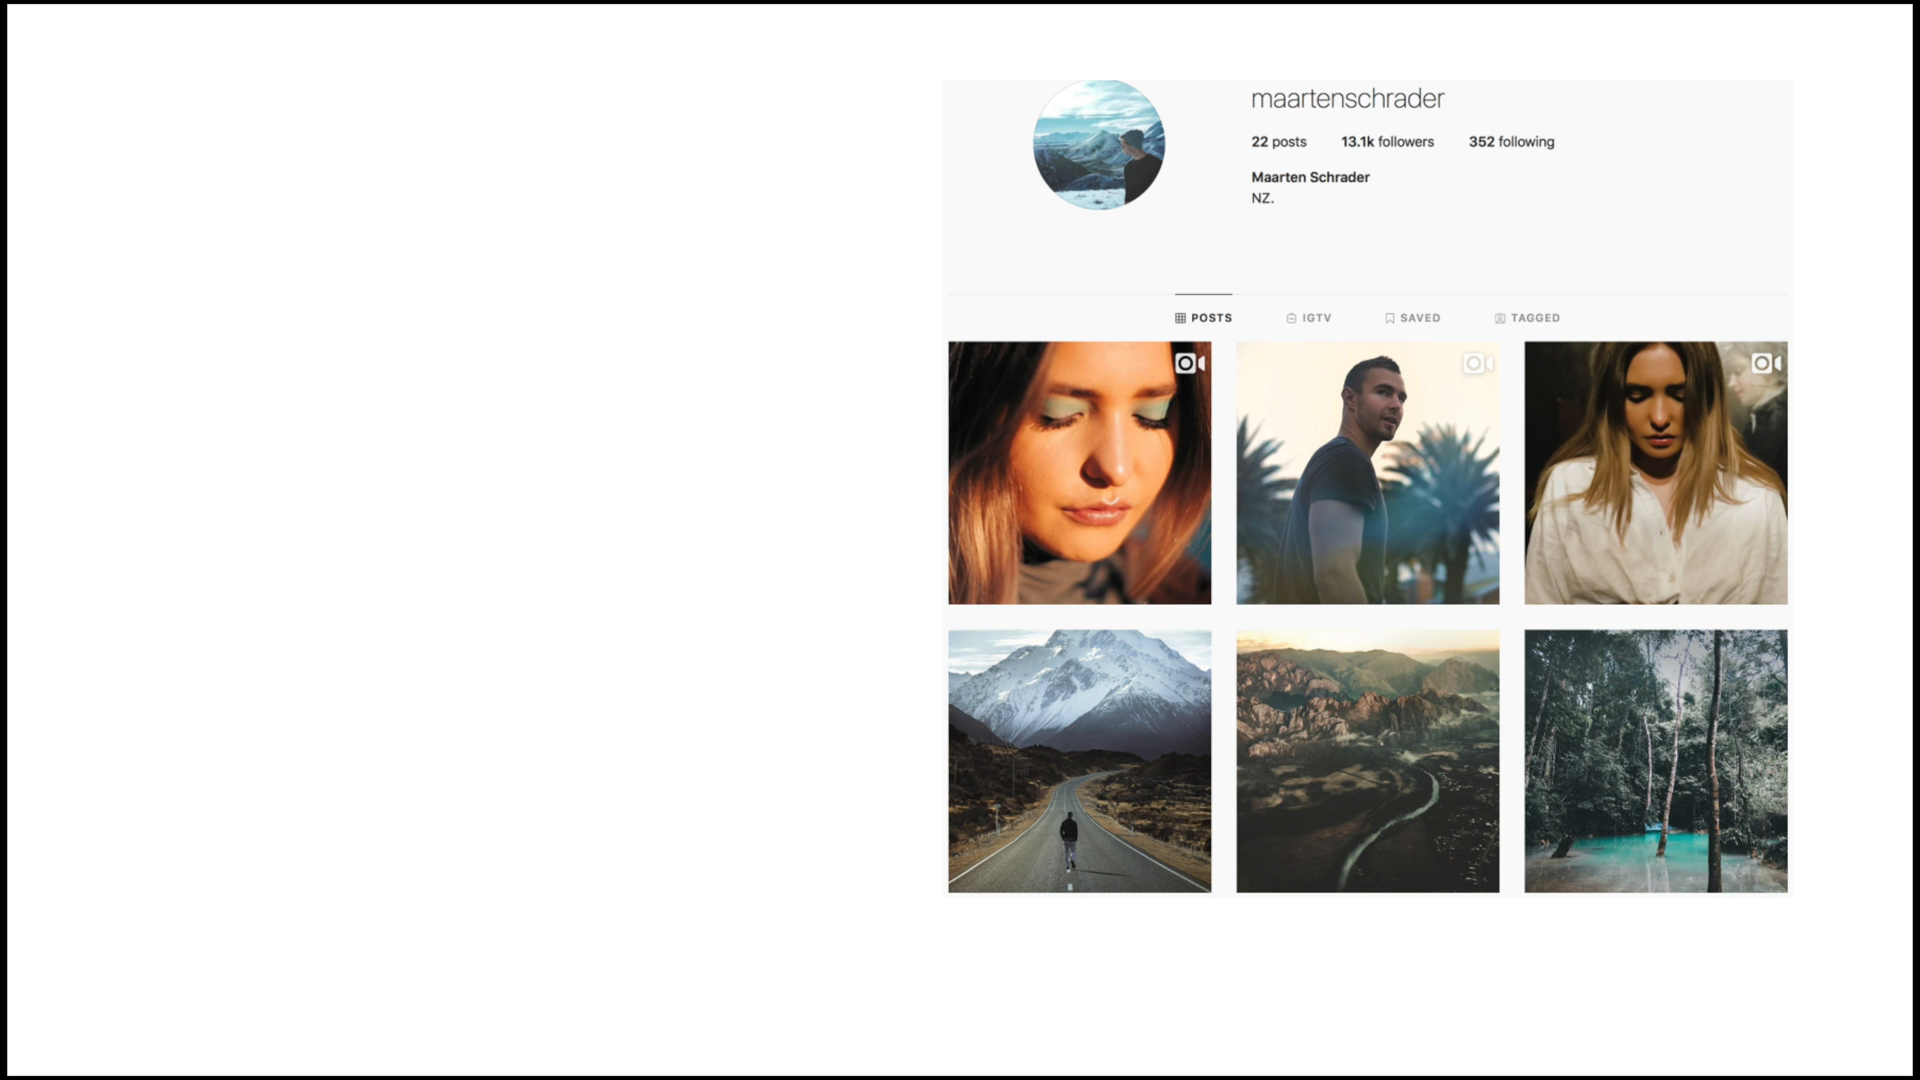 maartenschrader
22 posts 13.1k followers 352 following
Maarten Schrader
NZ.
POSTS IGTV SAVED TAGGED